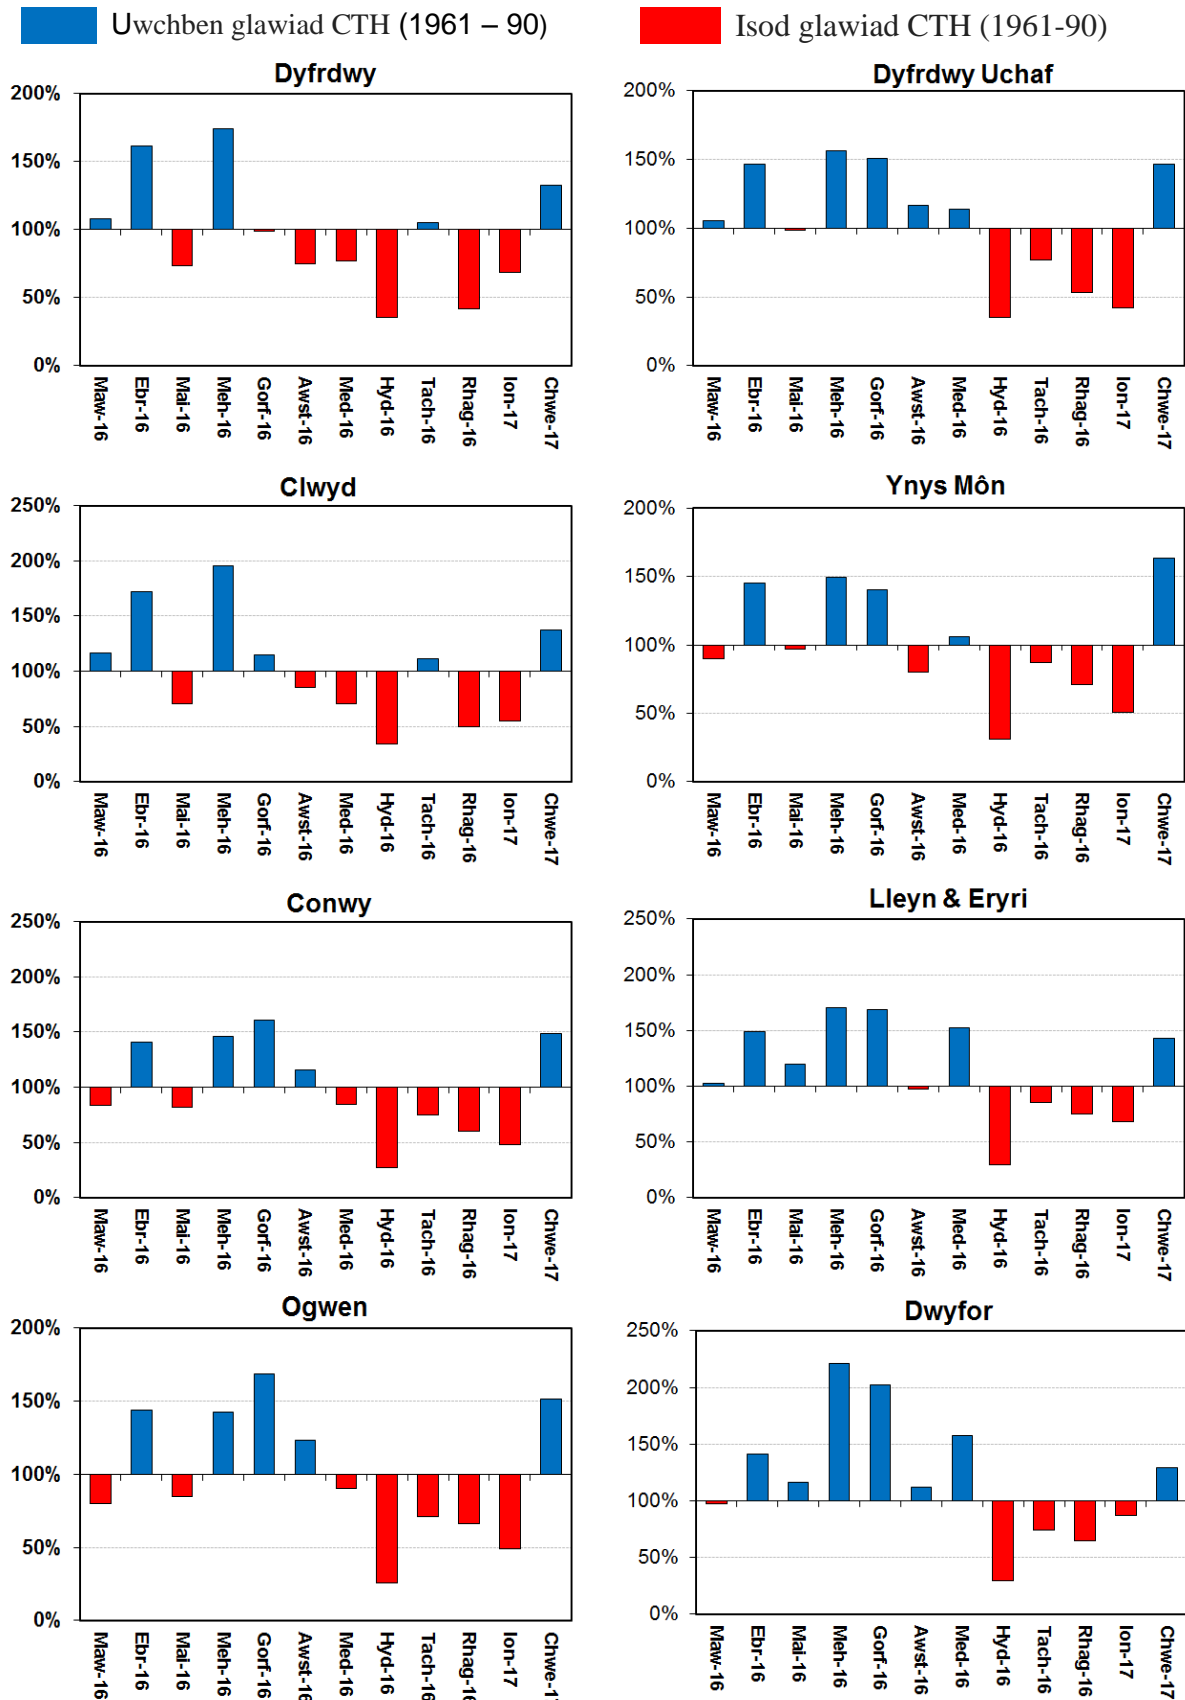 Uwchben glawiad CTH (1961 – 90)
Isod glawiad CTH (1961-90)
Dyfrdwy
200%
150%
100%
50%
0%
Maw-16
Ebr-16
Mai-16
Meh-16
Gorf-16
Awst-16
Med-16
Hyd-16
Tach-16
Rhag-16
Ion-17
Chwe-17
Dyfrdwy Uchaf
200%
150%
100%
50%
0%
Maw-16
Ebr-16
Mai-16
Meh-16
Gorf-16
Awst-16
Med-16
Hyd-16
Tach-16
Rhag-16
Ion-17
Chwe-17
Clwyd
250%
200%
150%
100%
50%
0%
Maw-16
Ebr-16
Mai-16
Meh-16
Gorf-16
Awst-16
Med-16
Hyd-16
Tach-16
Rhag-16
Ion-17
Chwe-17
Ynys Môn
200%
150%
100%
50%
0%
Maw-16
Ebr-16
Mai-16
Meh-16
Gorf-16
Awst-16
Med-16
Hyd-16
Tach-16
Rhag-16
Ion-17
Chwe-17
Conwy
250%
200%
150%
100%
50%
0%
Maw-16
Ebr-16
Mai-16
Meh-16
Gorf-16
Awst-16
Med-16
Hyd-16
Tach-16
Rhag-16
Ion-17
Chwe-17
Lleyn & Eryri
250%
200%
150%
100%
50%
0%
Maw-16
Ebr-16
Mai-16
Meh-16
Gorf-16
Awst-16
Med-16
Hyd-16
Tach-16
Rhag-16
Ion-17
Chwe-17
Ogwen
200%
150%
100%
50%
0%
Maw-16
Ebr-16
Mai-16
Meh-16
Gorf-16
Awst-16
Med-16
Hyd-16
Tach-16
Rhag-16
Ion-17
Chwe-17
Dwyfor
250%
200%
150%
100%
50%
0%
Maw-16
Ebr-16
Mai-16
Meh-16
Gorf-16
Awst-16
Med-16
Hyd-16
Tach-16
Rhag-16
Ion-17
Chwe-17